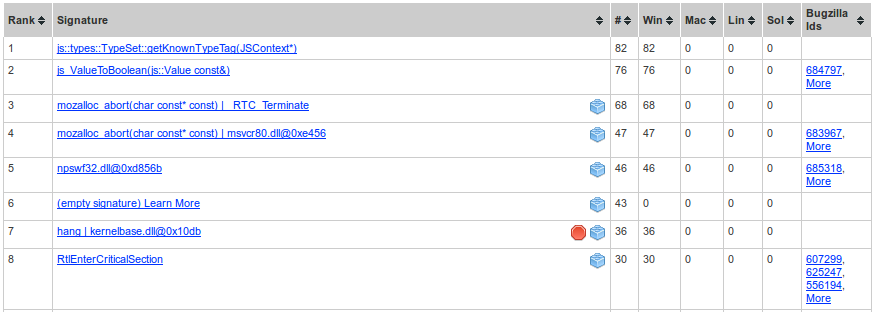 Rank Signature # Win Mac Lin Sol Bugzilla Ids
1 js::types::TypeSet::getKnownTypeTag(JSContext*) 82 82 0 0 0
2 js_ValueToBoolean(js::Value const&) 76 76 0 0 0 684797,
More
3 mozalloc_abort(char const* const) | _RTC_Terminate 68 68 0 0 0
4 mozalloc_abort(char const* const) | msvcr80.dll@0xe456 47 47 0 0 0 683967,
More
5 npswf32.dll@0xd856b 46 46 0 0 0 685318,
More
6 (empty signature) Learn More 43 0 0 0 0
7 hang | kernelbase.dll@0x10db 36 36 0 0 0
8 RtlEnterCriticalSection 30 30 0 0 0 607299,
625247,
556194,
More